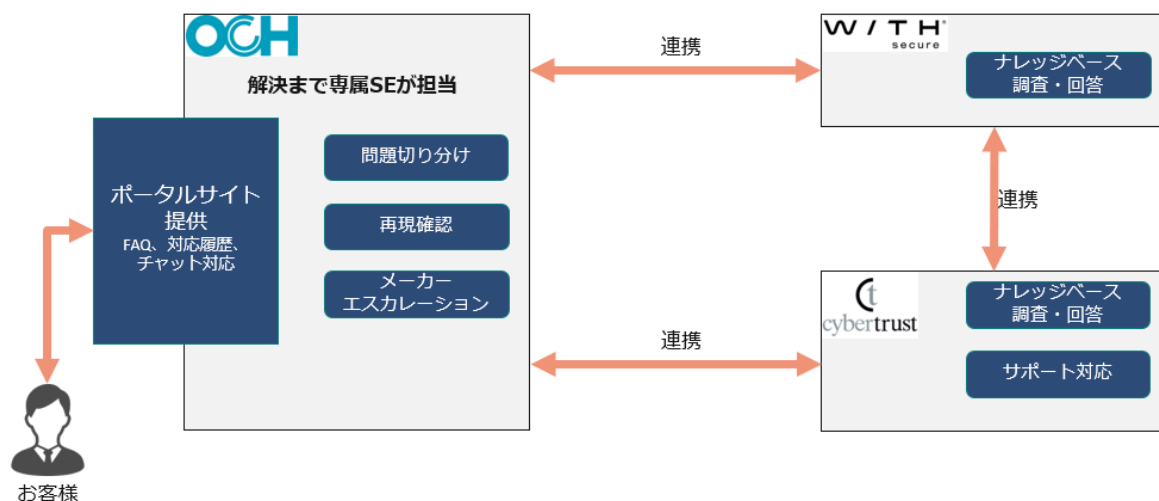 OCH
解決まで専属SEが担当
問題切り分け
再現確認
メーカー
エスカレーション
ポータルサイト
提供
FAQ、対応履歴、
チャット対応
お客様
連携
連携
連携
W / T H
secure
ナレッジベース
調査・回答
cybertrust
ナレッジベース
調査・回答
サポート対応